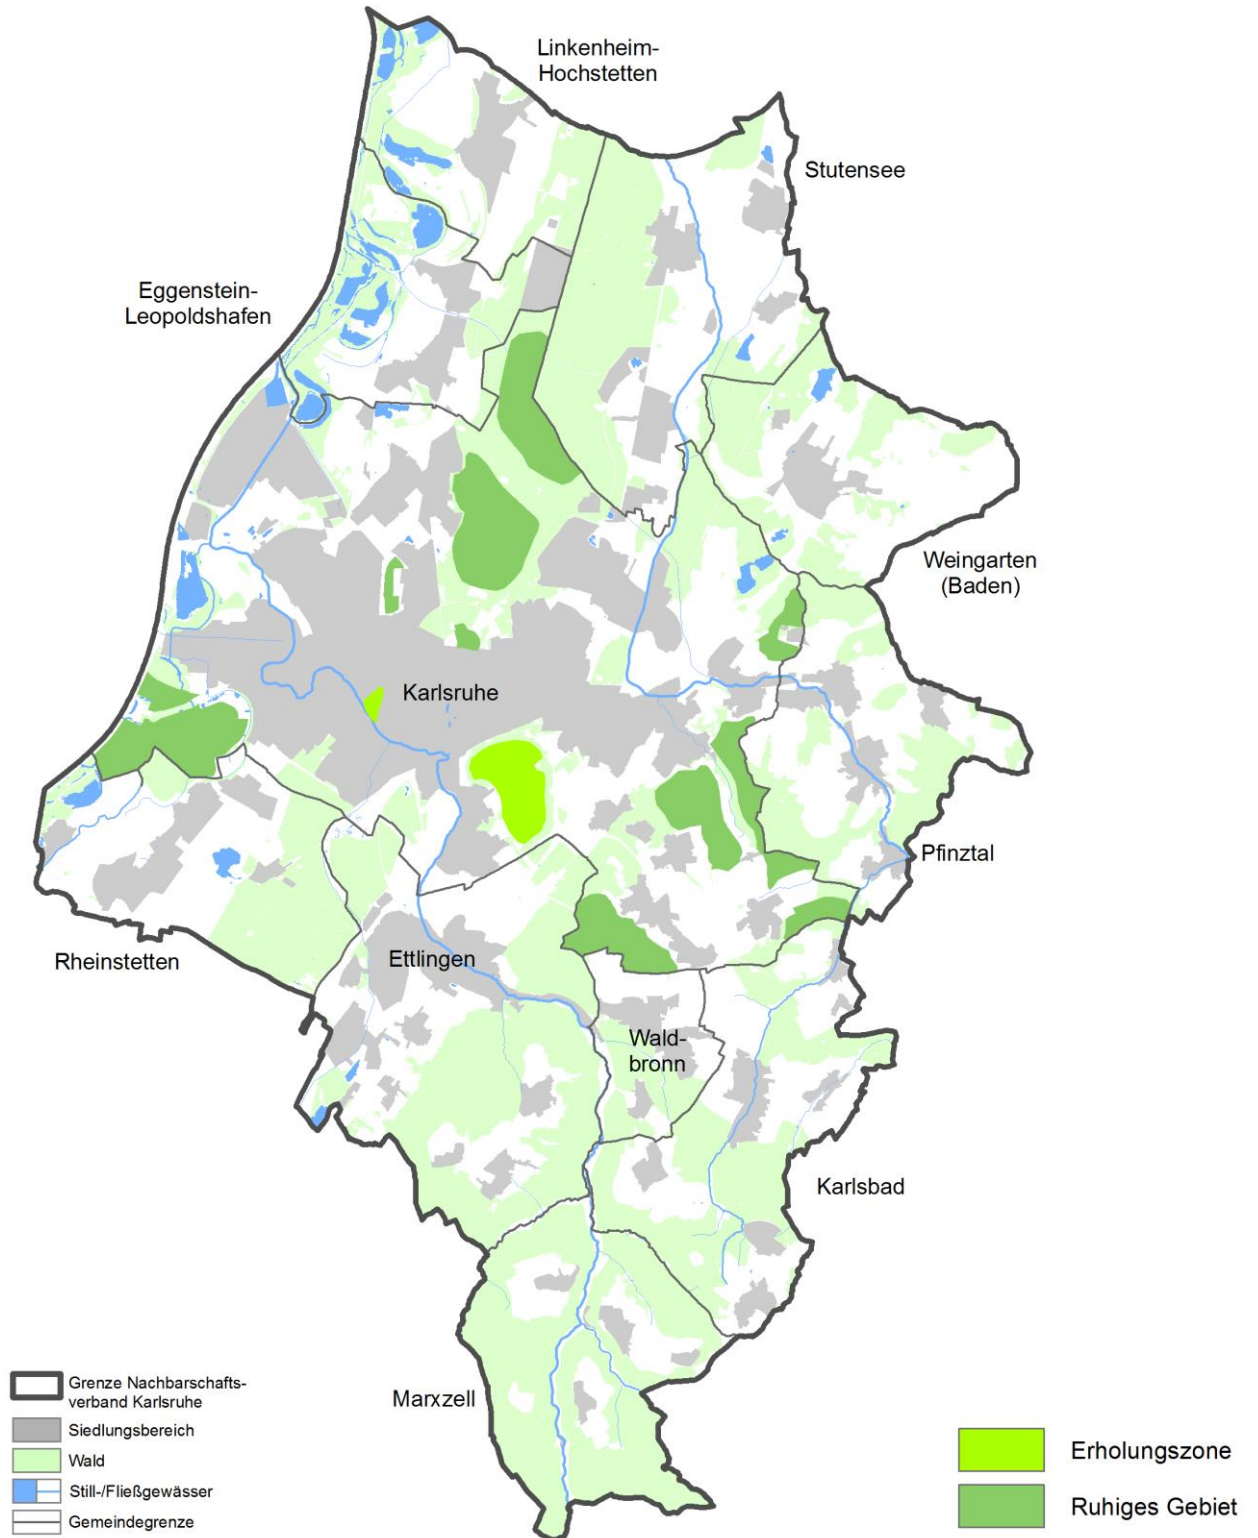 Linkenheim-
Hochstetten
Stutensee
Eggenstein-
Leopoldshafen
Weingarten
(Baden)
Karlsruhe
Pfinztal
Rheinstetten
Ettlingen
Wald-
bronn
Karlsbad
Marxzell
Grenze Nachbarschafts-
verband Karlsruhe
Siedlungsbereich
Wald
Still-/Fließgewässer
Gemeindegrenze
Erholungszone
Ruhiges Gebiet